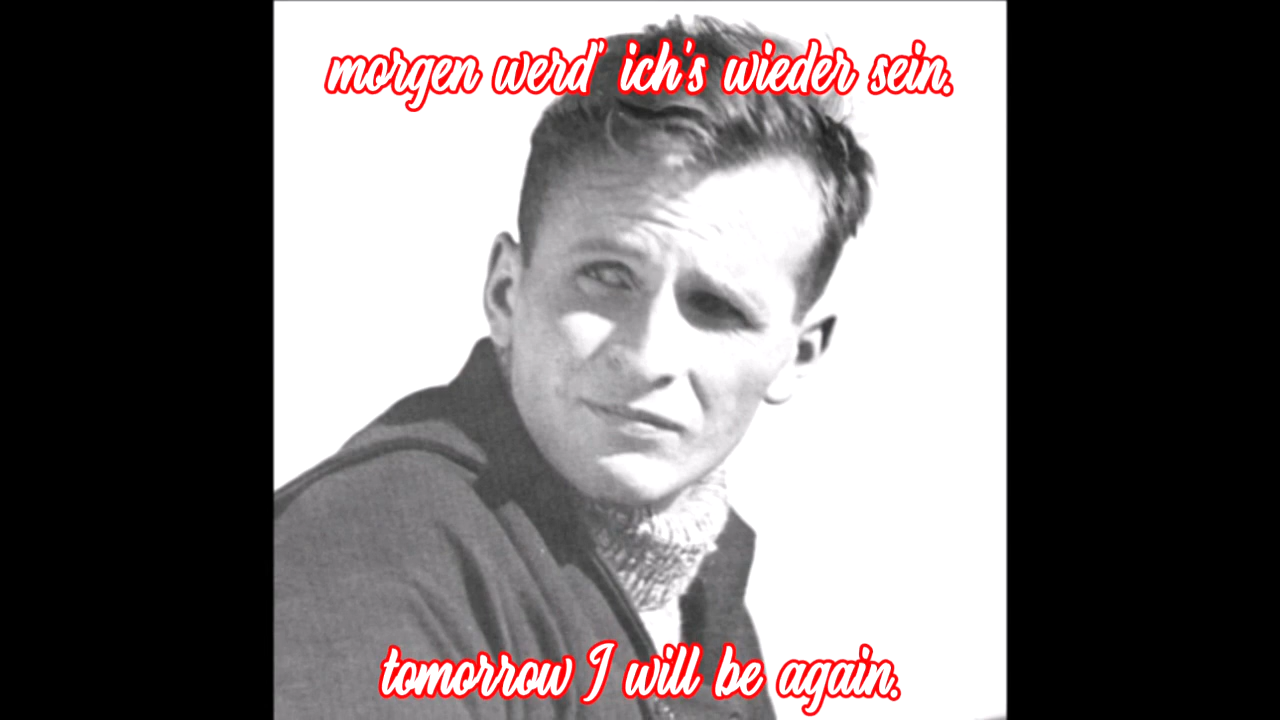 morgen werd' ich's wieder sein.
tomorrow I will be again.